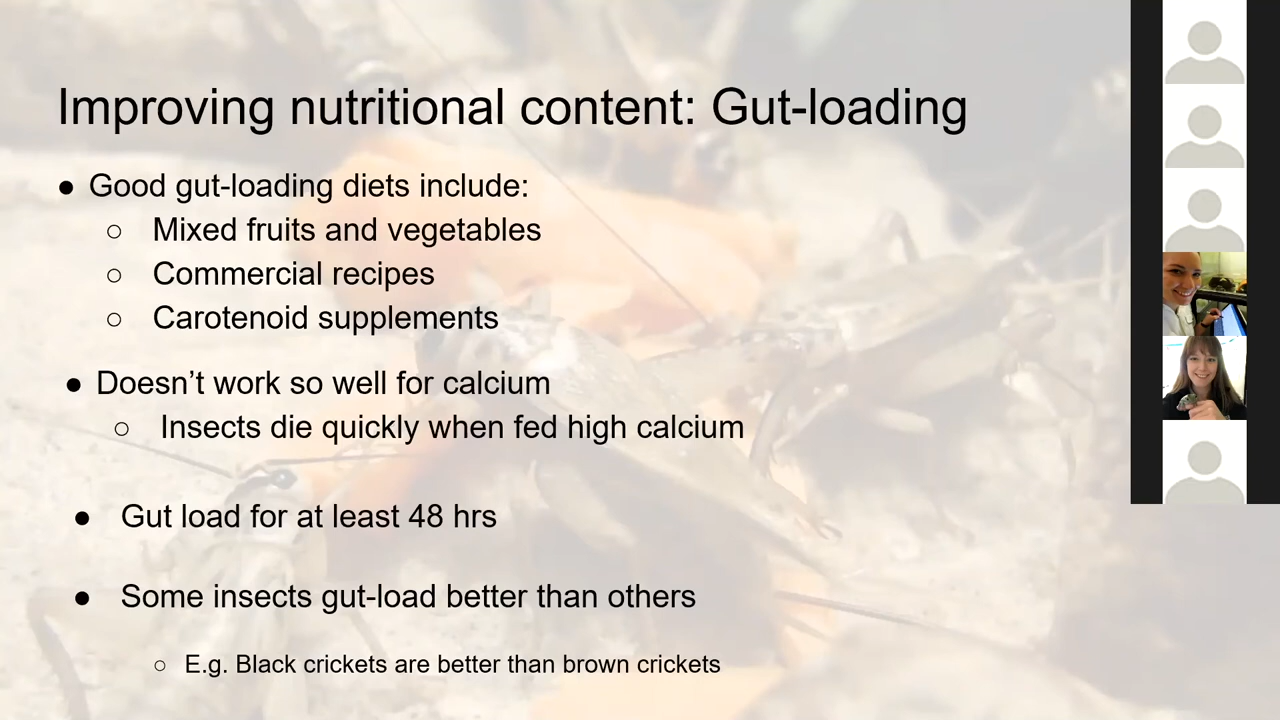 Improving nutritional content: Gut-loading
● Good gut-loading diets include:
○ Mixed fruits and vegetables
○ Commercial recipes
○ Carotenoid supplements
● Doesn’t work so well for calcium
○ Insects die quickly when fed high calcium
● Gut load for at least 48 hrs
● Some insects gut-load better than others
○ E.g. Black crickets are better than brown crickets